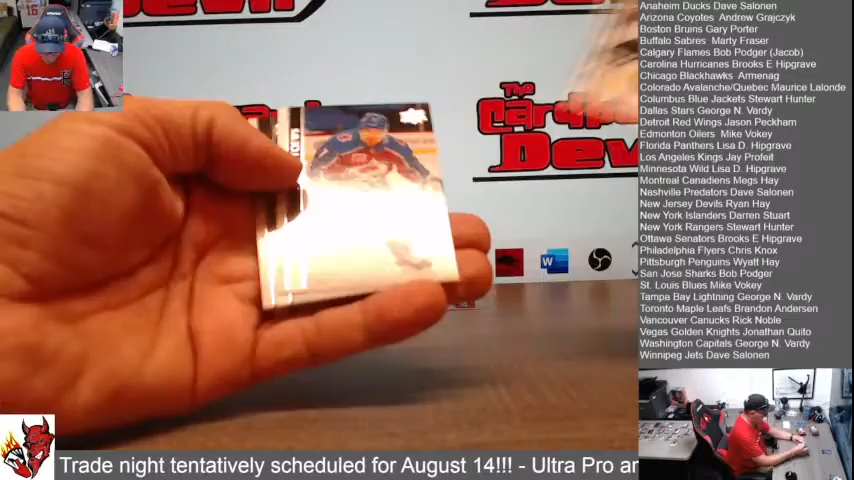 Anaheim Ducks Dave Salonen
Arizona Coyotes Andrew Grajczyk
Boston Bruins Gary Porter
Buffalo Sabres Marty Fraser
Calgary Flames Bob Podger (Jacob)
Carolina Hurricanes Brooks E Hipgrave
Chicago Blackhawks Armenag
Colorado Avalanche/Quebec Maurice Lalonde
Columbus Blue Jackets Stewart Hunter
Dallas Stars George N. Vardy
Detroit Red Wings Jason Peckham
Edmonton Oilers Mike Vokey
Florida Panthers Lisa D. Hipgrave
Los Angeles Kings Jay Profeit
Minnesota Wild Lisa D. Hipgrave
Montreal Canadiens Megs Hay
Nashville Predators Dave Salonen
New Jersey Devils Ryan Hay
New York Islanders Darren Stuart
New York Rangers Stewart Hunter
Ottawa Senators Brooks E Hipgrave
Philadelphia Flyers Chris Knox
Pittsburgh Penguins Wyatt Hay
San Jose Sharks Bob Podger
St. Louis Blues Mike Vokey
Tampa Bay Lightning George N. Vardy
Toronto Maple Leafs Brandon Andersen
Vancouver Canucks Rick Noble
Vegas Golden Knights Jonathan Quito
Washington Capitals George N. Vardy
Winnipeg Jets Dave Salonen
The
Devil
Trade night tentatively scheduled for August 14!!! - Ultra Pro ar